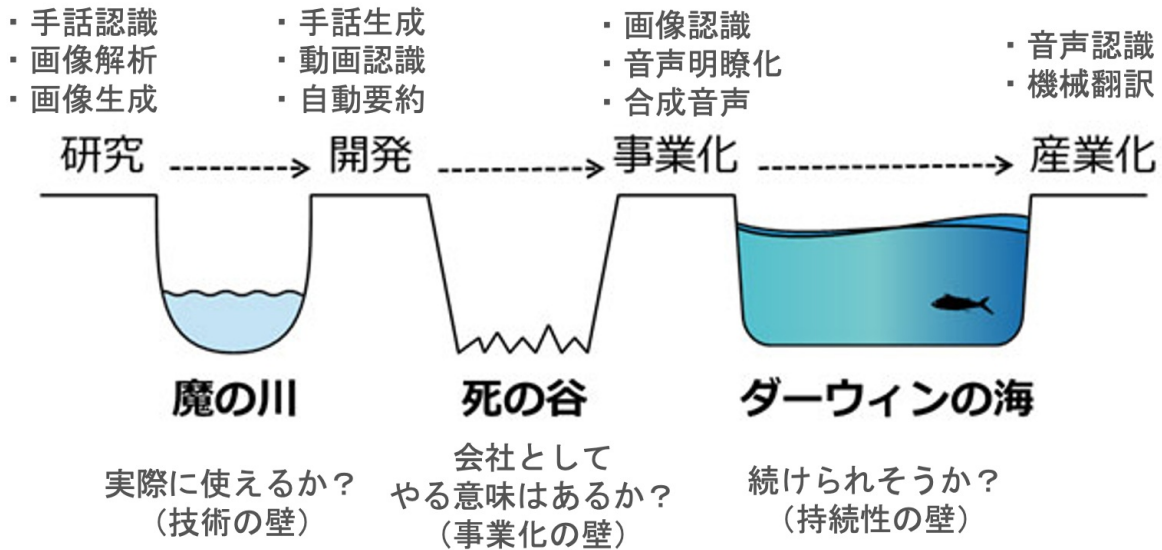 ・手話認識
・画像解析
・画像生成
・手話生成
・動画認識
・自動要約
・画像認識
・音声明瞭化
・合成音声
・音声認識
・機械翻訳
研究
開発
事業化
産業化
魔の川
死の谷
ダーウィンの海
実際に使えるか？
（技術の壁）
会社として
やる意味はあるか？
（事業化の壁）
続けられそうか？
（持続性の壁）